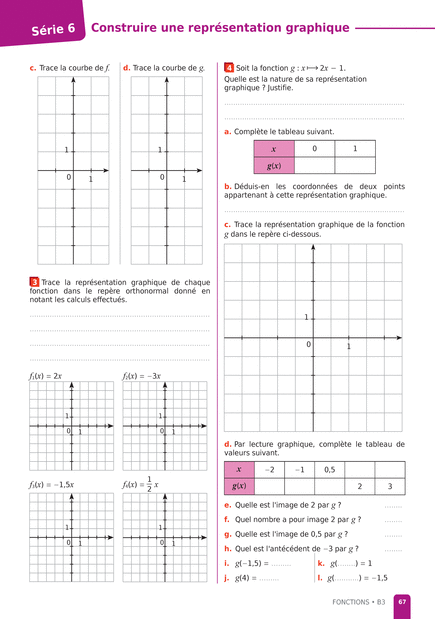 Série 6
Construire une représentation graphique
c. Trace la courbe de f.
d. Trace la courbe de g.
1
0
1
1
0
1
3 Trace la représentation graphique de chaque
fonction dans le repère orthonormal donné en
notant les calculs effectués.
f₁(x) = 2x
f₂(x) = −3x
1
0
1
1
0
1
f₃(x) = −1,5x
f₄(x) = 1/2 x
1
0
1
1
0
1
4 Soit la fonction g : x⟼2x − 1.
Quelle est la nature de sa représentation
graphique ? Justifie.
a. Complète le tableau suivant.
x 0 1
g(x)
b. Déduis-en les coordonnées de deux points
appartenant à cette représentation graphique.
c. Trace la représentation graphique de la fonction
g dans le repère ci-dessous.
1
0
1
d. Par lecture graphique, complète le tableau de
valeurs suivant.
x −2 −1 0,5
g(x) 2 3
e. Quelle est l'image de 2 par g ? ........
f. Quel nombre a pour image 2 par g ? ........
g. Quelle est l'image de 0,5 par g ? ........
h. Quel est l'antécédent de −3 par g ? ........
i. g(−1,5) = .........
k. g(........) = 1
j. g(4) = .........
l. g(...........) = −1,5
FONCTIONS • B3 67